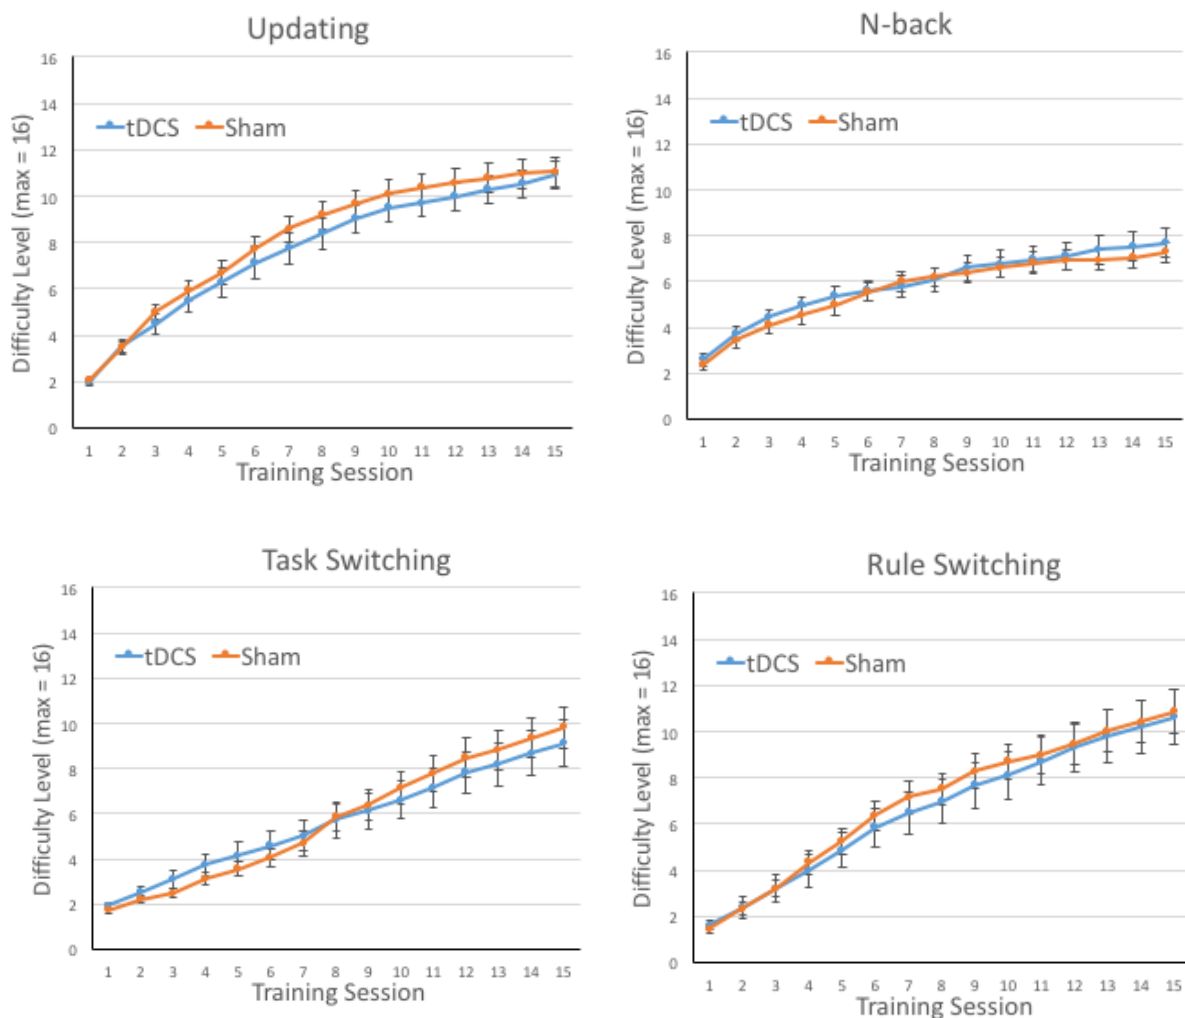 Updating
16
14
12
10
8
6
4
2
0
Difficulty Level (max = 16)
tDCS Sham
1 2 3 4 5 6 7 8 9 10 11 12 13 14 15
Training Session
N-back
16
14
12
10
8
6
4
2
0
Difficulty Level (max = 16)
tDCS Sham
1 2 3 4 5 6 7 8 9 10 11 12 13 14 15
Training Session
Task Switching
16
14
12
10
8
6
4
2
0
Difficulty Level (max = 16)
tDCS Sham
1 2 3 4 5 6 7 8 9 10 11 12 13 14 15
Training Session
Rule Switching
16
14
12
10
8
6
4
2
0
Difficulty Level (max = 16)
tDCS Sham
1 2 3 4 5 6 7 8 9 10 11 12 13 14 15
Training Session